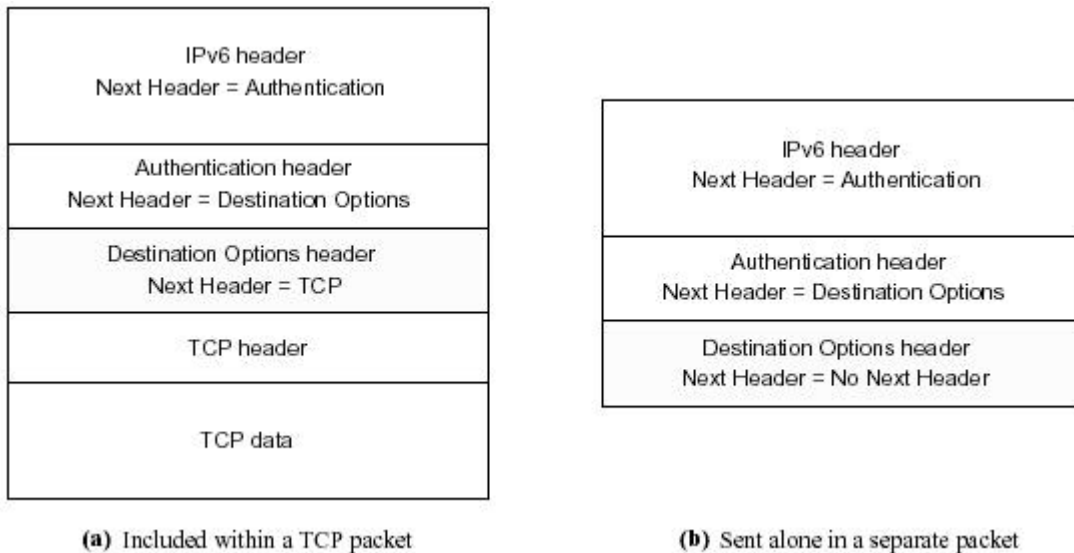 IPv6 header
Next Header = Authentication
Authentication header
Next Header = Destination Options
Destination Options header
Next Header = TCP
TCP header
TCP data
(a) Included within a TCP packet
IPv6 header
Next Header = Authentication
Authentication header
Next Header = Destination Options
Destination Options header
Next Header = No Next Header
(b) Sent alone in a separate packet